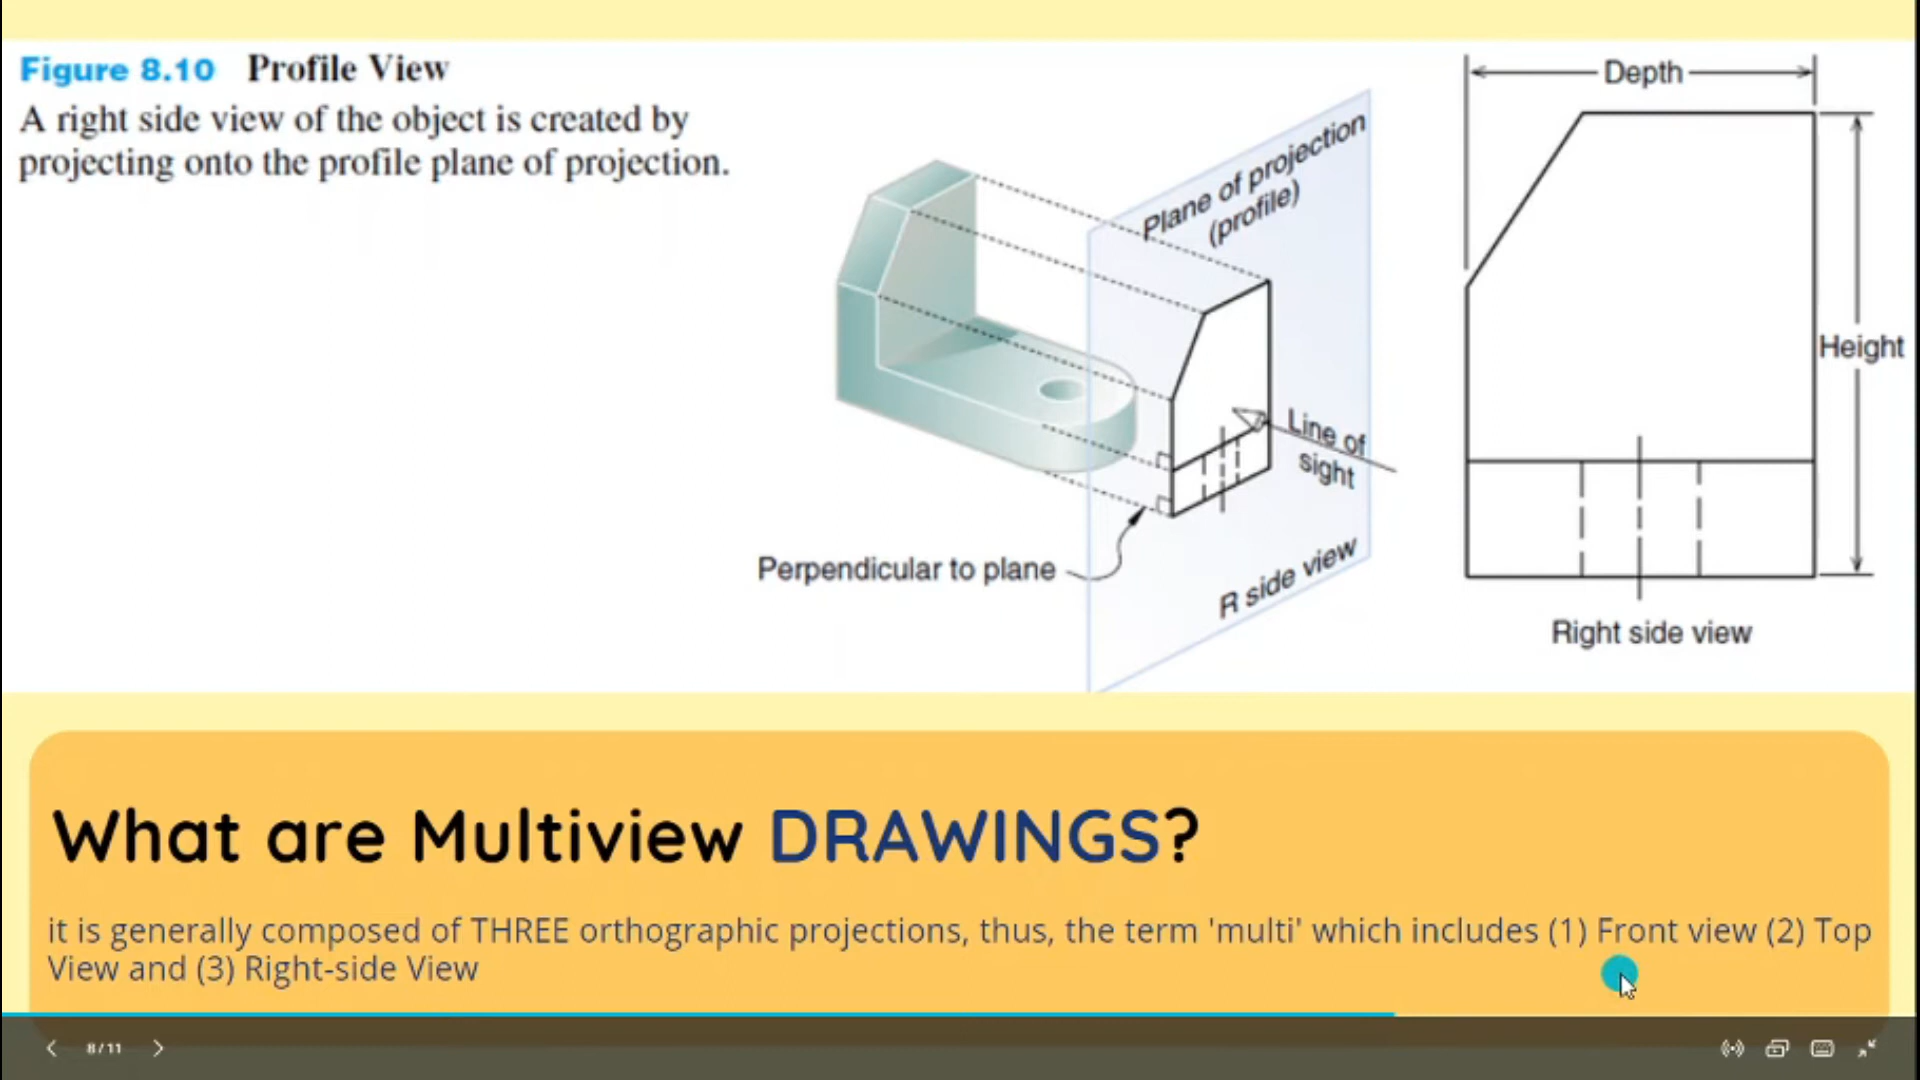 Figure 8.10 Profile View
A right side view of the object is created by
projecting onto the profile plane of projection.
Plane of projection
(profile)
Line of
sight
Perpendicular to plane
R side view
Depth
Height
Right side view
What are Multiview DRAWINGS?
it is generally composed of THREE orthographic projections, thus, the term 'multi' which includes (1) Front view (2) Top
View and (3) Right-side View
8/11